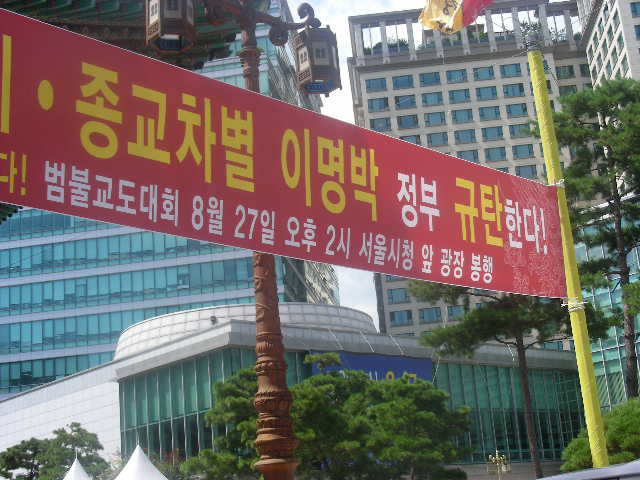 · 종교차별 이명박 정부 규탄한다!
다! 범불교도대회 8월 27일 오후 2시 서울시청 앞 광장 봉행